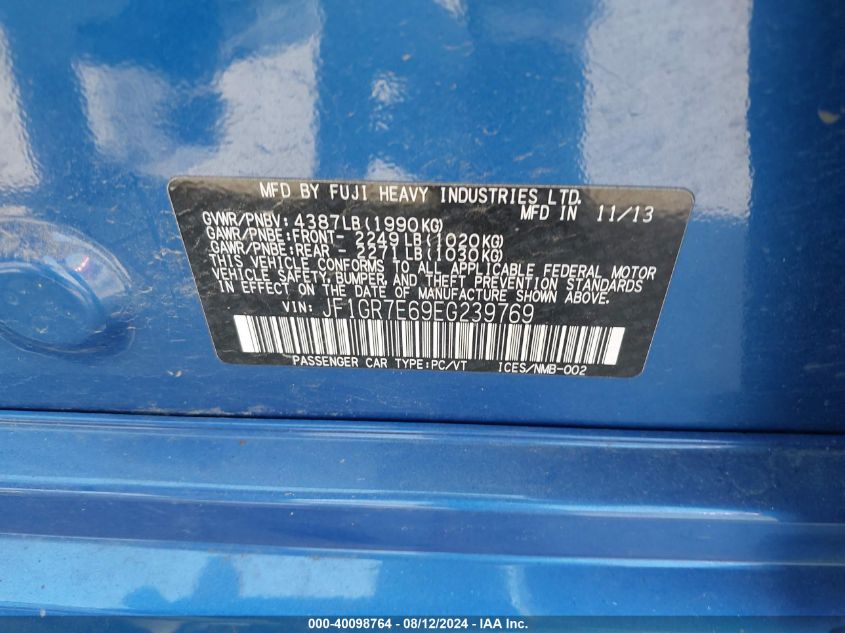 MFD BY FUJI HEAVY INDUSTRIES LTD.
MFD IN 11/13
GVWR/PNBV: 4387LB(1990KG)
GAWR/PNBE:FRONT- 2249LB(1020KG)
GAWR/PNBE:REAR - 2271LB(1030KG)
THIS VEHICLE CONFORMS TO ALL APPLICABLE FEDERAL MOTOR
VEHICLE SAFETY, BUMPER, AND THEFT PREVENTION STANDARDS
IN EFFECT ON THE DATE OF MANUFACTURE SHOWN ABOVE.
VIN: JF1GR7E69EG239769
PASSENGER CAR TYPE:PC/VT ICES/NMB-002
000-40098764 - 08/12/2024 - IAA Inc.